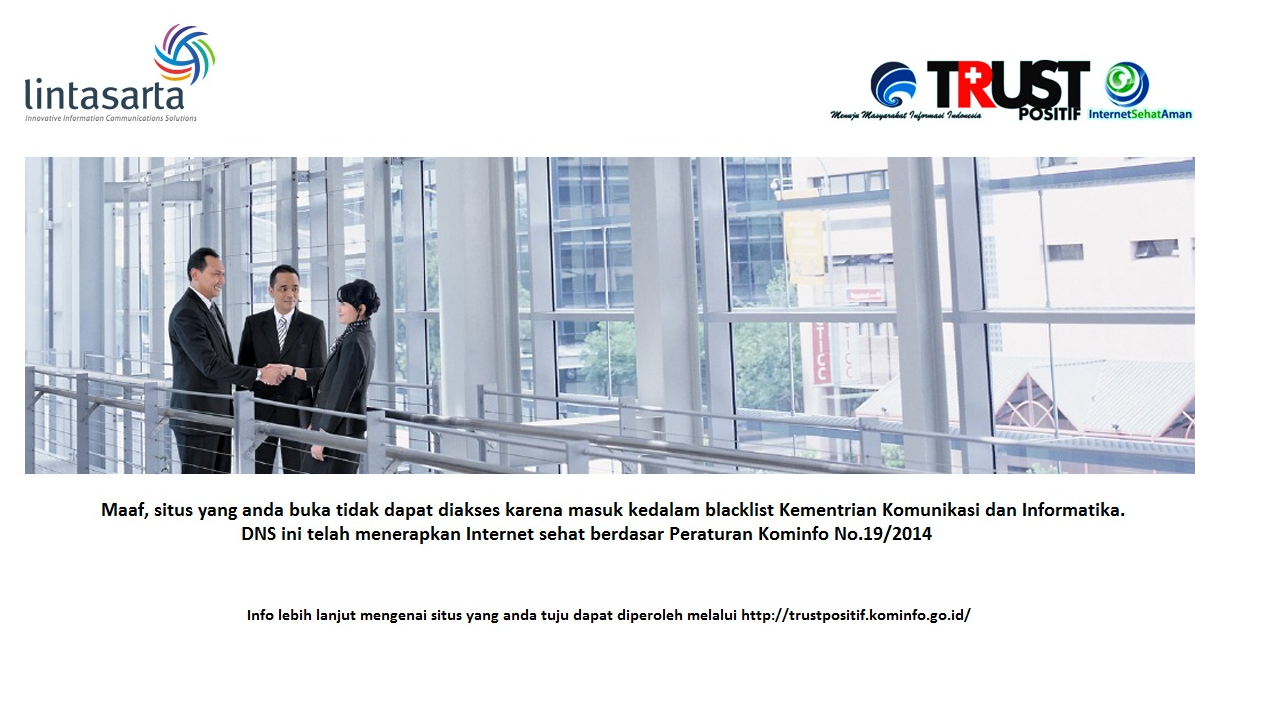 lintasarta
Innovative Information Communications Solutions
TRUST
POSITIF
Menuju Masyarakat Informasi Indonesia
InternetSehatAman
Maaf, situs yang anda buka tidak dapat diakses karena masuk kedalam blacklist Kementrian Komunikasi dan Informatika.
DNS ini telah menerapkan Internet sehat berdasar Peraturan Kominfo No.19/2014
Info lebih lanjut mengenai situs yang anda tuju dapat diperoleh melalui http://trustpositif.kominfo.go.id/